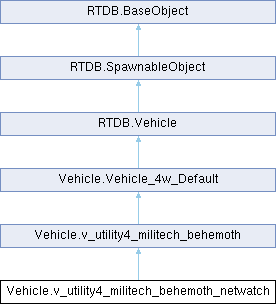 RTDB.BaseObject
RTDB.SpawnableObject
RTDB.Vehicle
Vehicle.Vehicle_4w_Default
Vehicle.v_utility4_militech_behemoth
Vehicle.v_utility4_militech_behemoth_netwatch